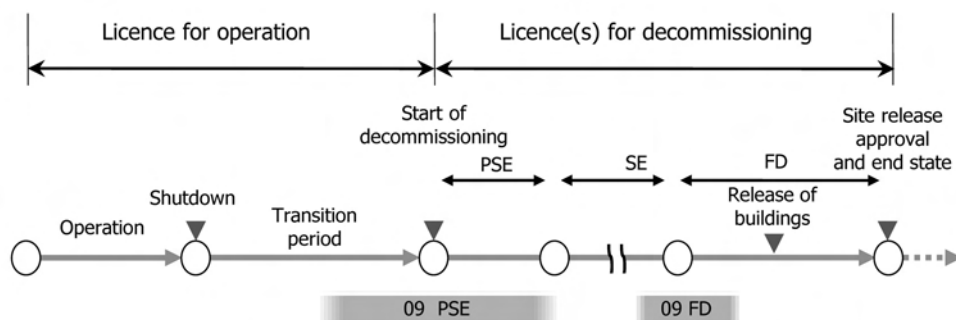 Licence for operation
Licence(s) for decommissioning
Start of
decommissioning
Site release
approval
and end state
PSE
SE
FD
Shutdown
Release of
buildings
Operation
Transition
period
09 PSE
09 FD